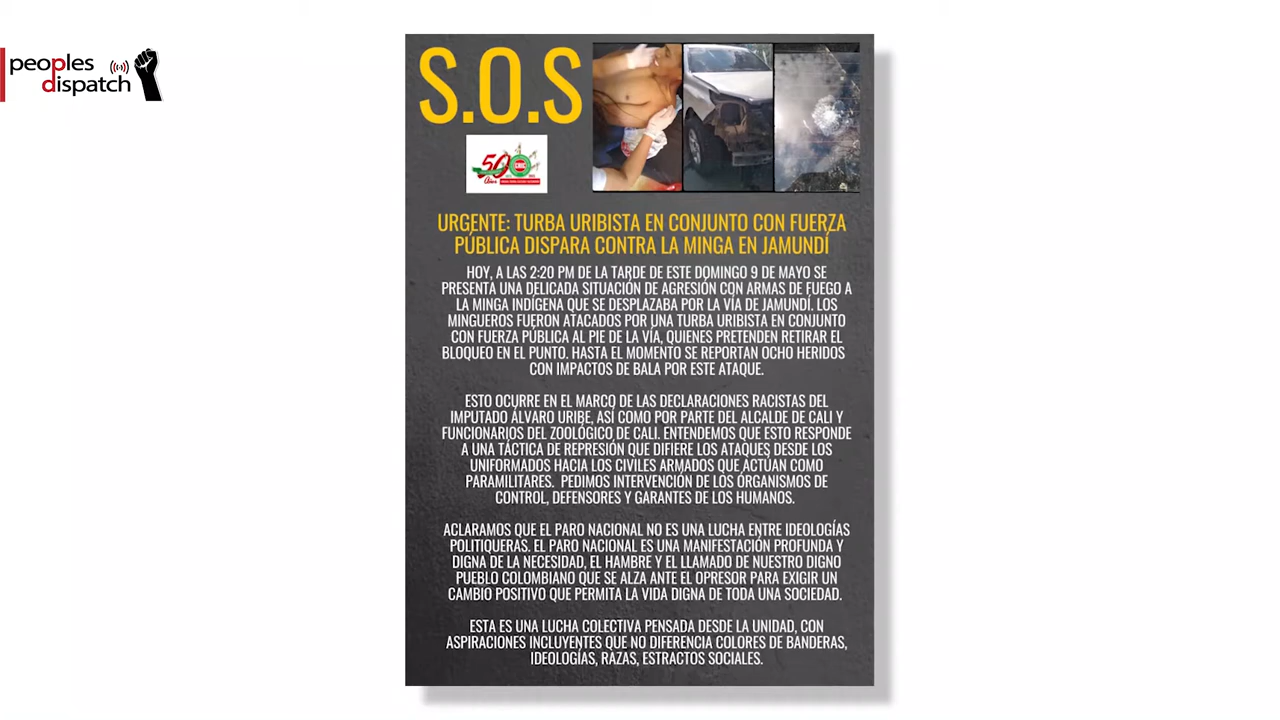 peoples
dispatch
S.O.S
50
Años
CRIC
URGENTE: TURBA URIBISTA EN CONJUNTO CON FUERZA
PÚBLICA DISPARA CONTRA LA MINGA EN JAMUNDÍ
HOY, A LAS 2:20 PM DE LA TARDE DE ESTE DOMINGO 9 DE MAYO SE
PRESENTA UNA DELICADA SITUACIÓN DE AGRESIÓN CON ARMAS DE FUEGO A
LA MINGA INDÍGENA QUE SE DESPLAZABA POR LA VÍA DE JAMUNDÍ. LOS
MINGUEROS FUERON ATACADOS POR UNA TURBA URIBISTA EN CONJUNTO
CON FUERZA PÚBLICA AL PIE DE LA VÍA, QUIENES PRETENDEN RETIRAR EL
BLOQUEO EN EL PUNTO. HASTA EL MOMENTO SE REPORTAN OCHO HERIDOS
CON IMPACTOS DE BALA POR ESTE ATAQUE.
ESTO OCURRE EN EL MARCO DE LAS DECLARACIONES RACISTAS DEL
IMPUTADO ÁLVARO URIBE, ASÍ COMO POR PARTE DEL ALCALDE DE CALI Y
FUNCIONARIOS DEL ZOOLÓGICO DE CALI. ENTENDEMOS QUE ESTO RESPONDE
A UNA TÁCTICA DE REPRESIÓN QUE DIFIERE LOS ATAQUES DESDE LOS
UNIFORMADOS HACIA LOS CIVILES ARMADOS QUE ACTÚAN COMO
PARAMILITARES. PEDIMOS INTERVENCIÓN DE LOS ÓRGANISMOS DE
CONTROL, DEFENSORES Y GARANTES DE LOS HUMANOS.
ACLARAMOS QUE EL PARO NACIONAL NO ES UNA LUCHA ENTRE IDEOLOGÍAS
POLITIQUERAS. EL PARO NACIONAL ES UNA MANIFESTACIÓN PROFUNDA Y
DIGNA DE LA NECESIDAD, EL HAMBRE Y EL LLAMADO DE NUESTRO DIGNO
PUEBLO COLOMBIANO QUE SE ALZA ANTE EL OPRESOR PARA EXIGIR UN
CAMBIO POSITIVO QUE PERMITA LA VIDA DIGNA DE TODA UNA SOCIEDAD.
ESTA ES UNA LUCHA COLECTIVA PENSADA DESDE LA UNIDAD, CON
ASPIRACIONES INCLUYENTES QUE NO DIFERENCIA COLORES DE BANDERAS,
IDEOLOGÍAS, RAZAS, ESTRACTOS SOCIALES.